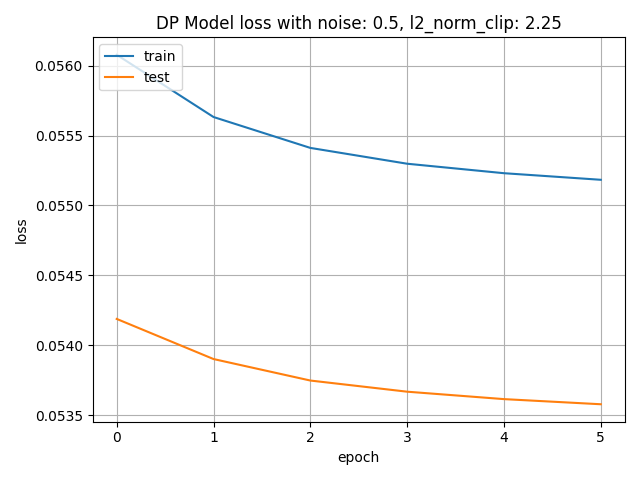 DP Model loss with noise: 0.5, l2_norm_clip: 2.25
train
test
0.0560
0.0555
0.0550
0.0545
0.0540
0.0535
loss
0 1 2 3 4 5
epoch